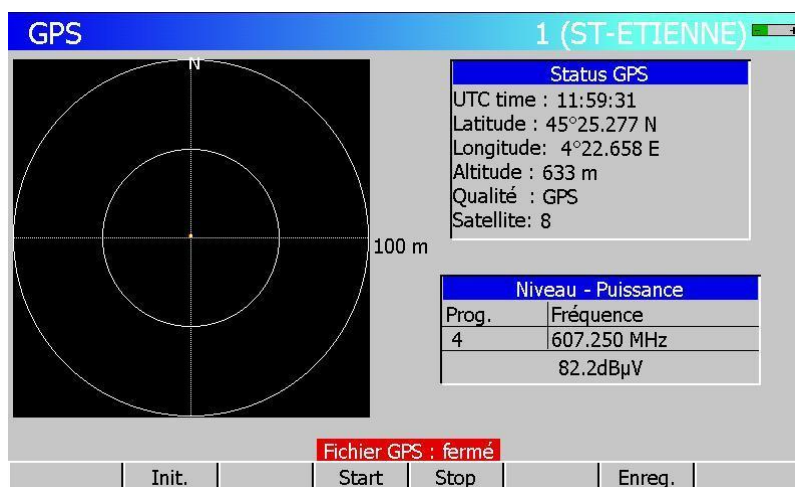 GPS
1 (ST-ETIENNE)
- +
N
100 m
Status GPS
UTC time : 11:59:31
Latitude : 45°25.277 N
Longitude: 4°22.658 E
Altitude : 633 m
Qualité : GPS
Satellite: 8
Niveau - Puissance
Prog. Fréquence
4 607.250 MHz
82.2dBµV
Fichier GPS : fermé
Init. Start Stop Enreg.